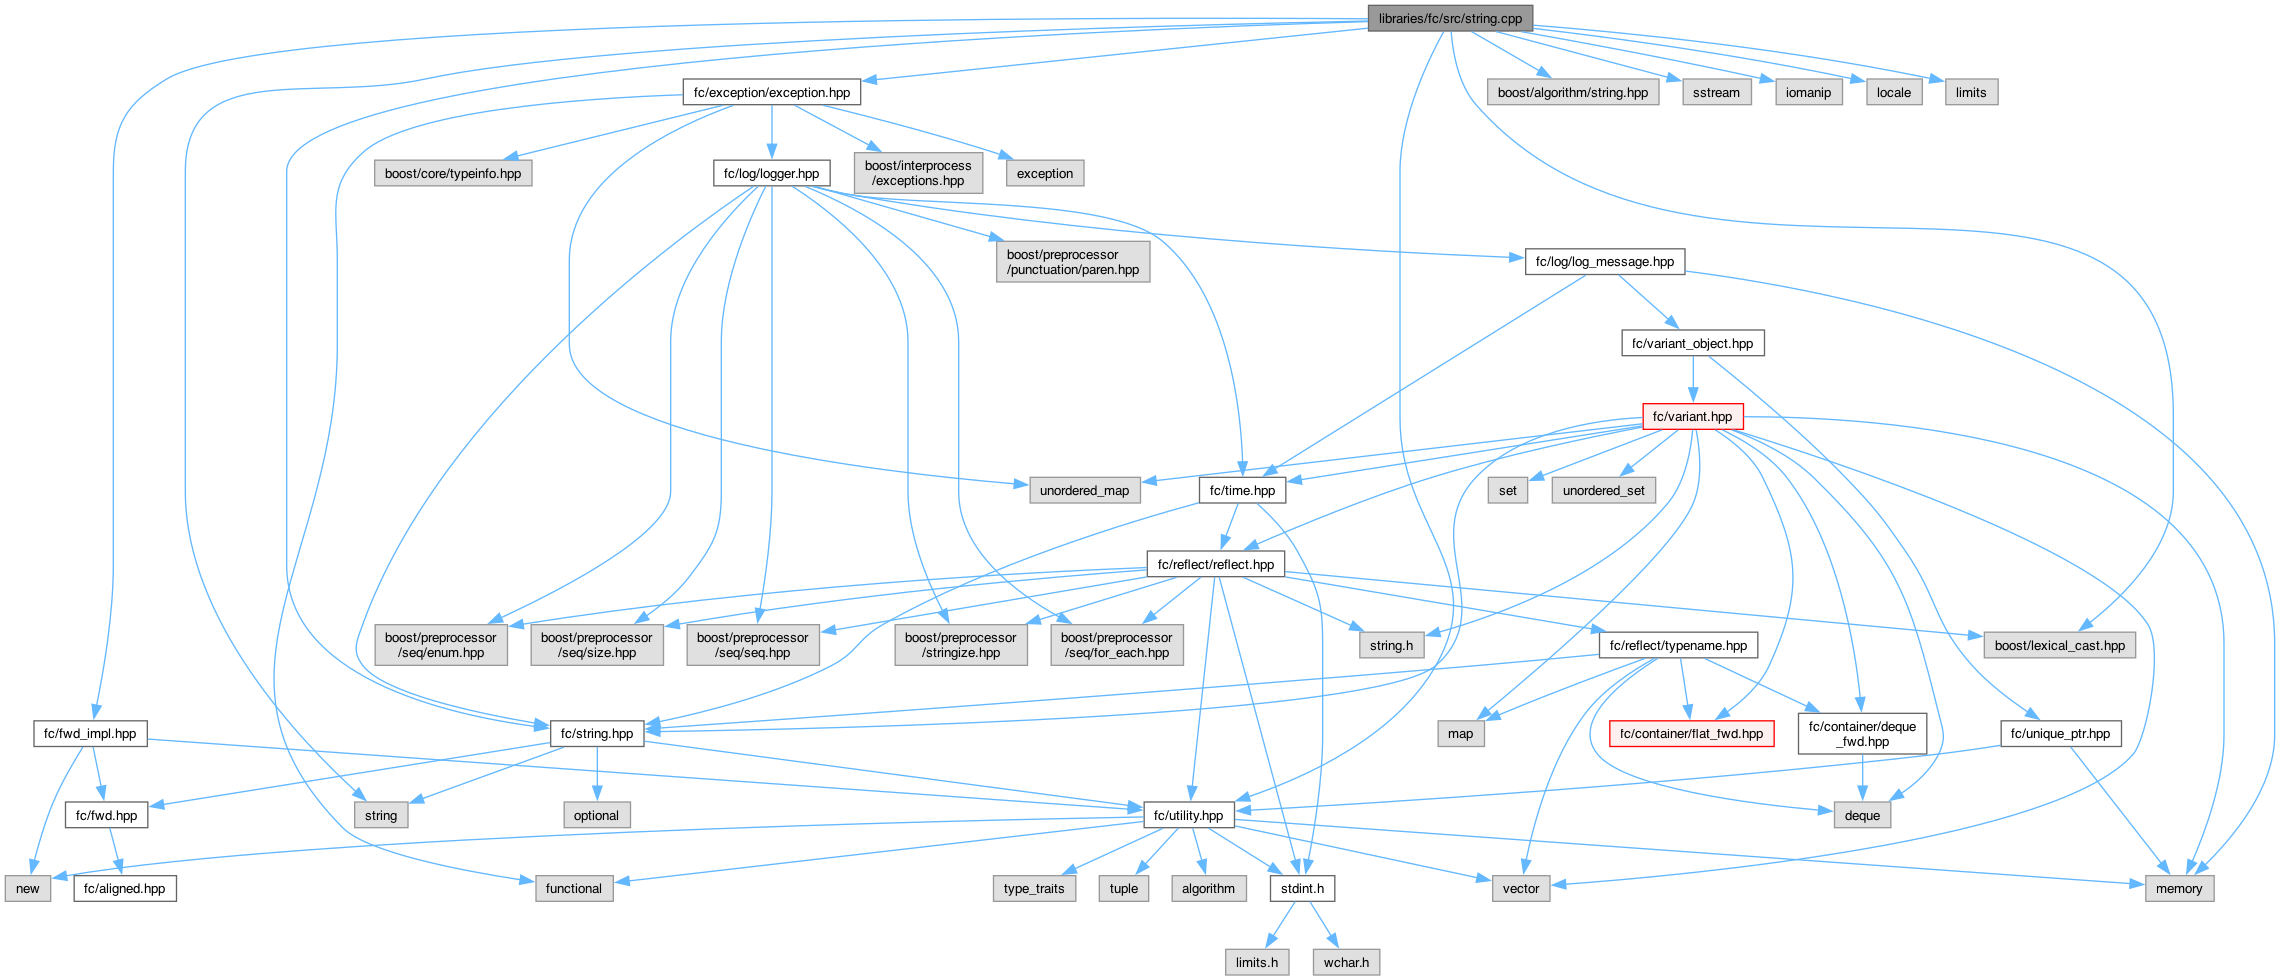 libraries/fc/src/string.cpp
fc/exception/exception.hpp
boost/algorithm/string.hpp
sstream
iomanip
locale
limits
boost/core/typeinfo.hpp
fc/log/logger.hpp
boost/interprocess
/exceptions.hpp
exception
boost/preprocessor
/punctuation/paren.hpp
fc/log/log_message.hpp
fc/variant_object.hpp
fc/variant.hpp
unordered_map
fc/time.hpp
set
unordered_set
fc/reflect/reflect.hpp
boost/preprocessor
/seq/enum.hpp
boost/preprocessor
/seq/size.hpp
boost/preprocessor
/seq/seq.hpp
boost/preprocessor
/stringize.hpp
boost/preprocessor
/seq/for_each.hpp
string.h
fc/reflect/typename.hpp
boost/lexical_cast.hpp
fc/fwd_impl.hpp
fc/string.hpp
map
fc/container/flat_fwd.hpp
fc/container/deque
_fwd.hpp
fc/unique_ptr.hpp
fc/fwd.hpp
string
optional
fc/utility.hpp
deque
new
fc/aligned.hpp
functional
type_traits
tuple
algorithm
stdint.h
vector
memory
limits.h
wchar.h